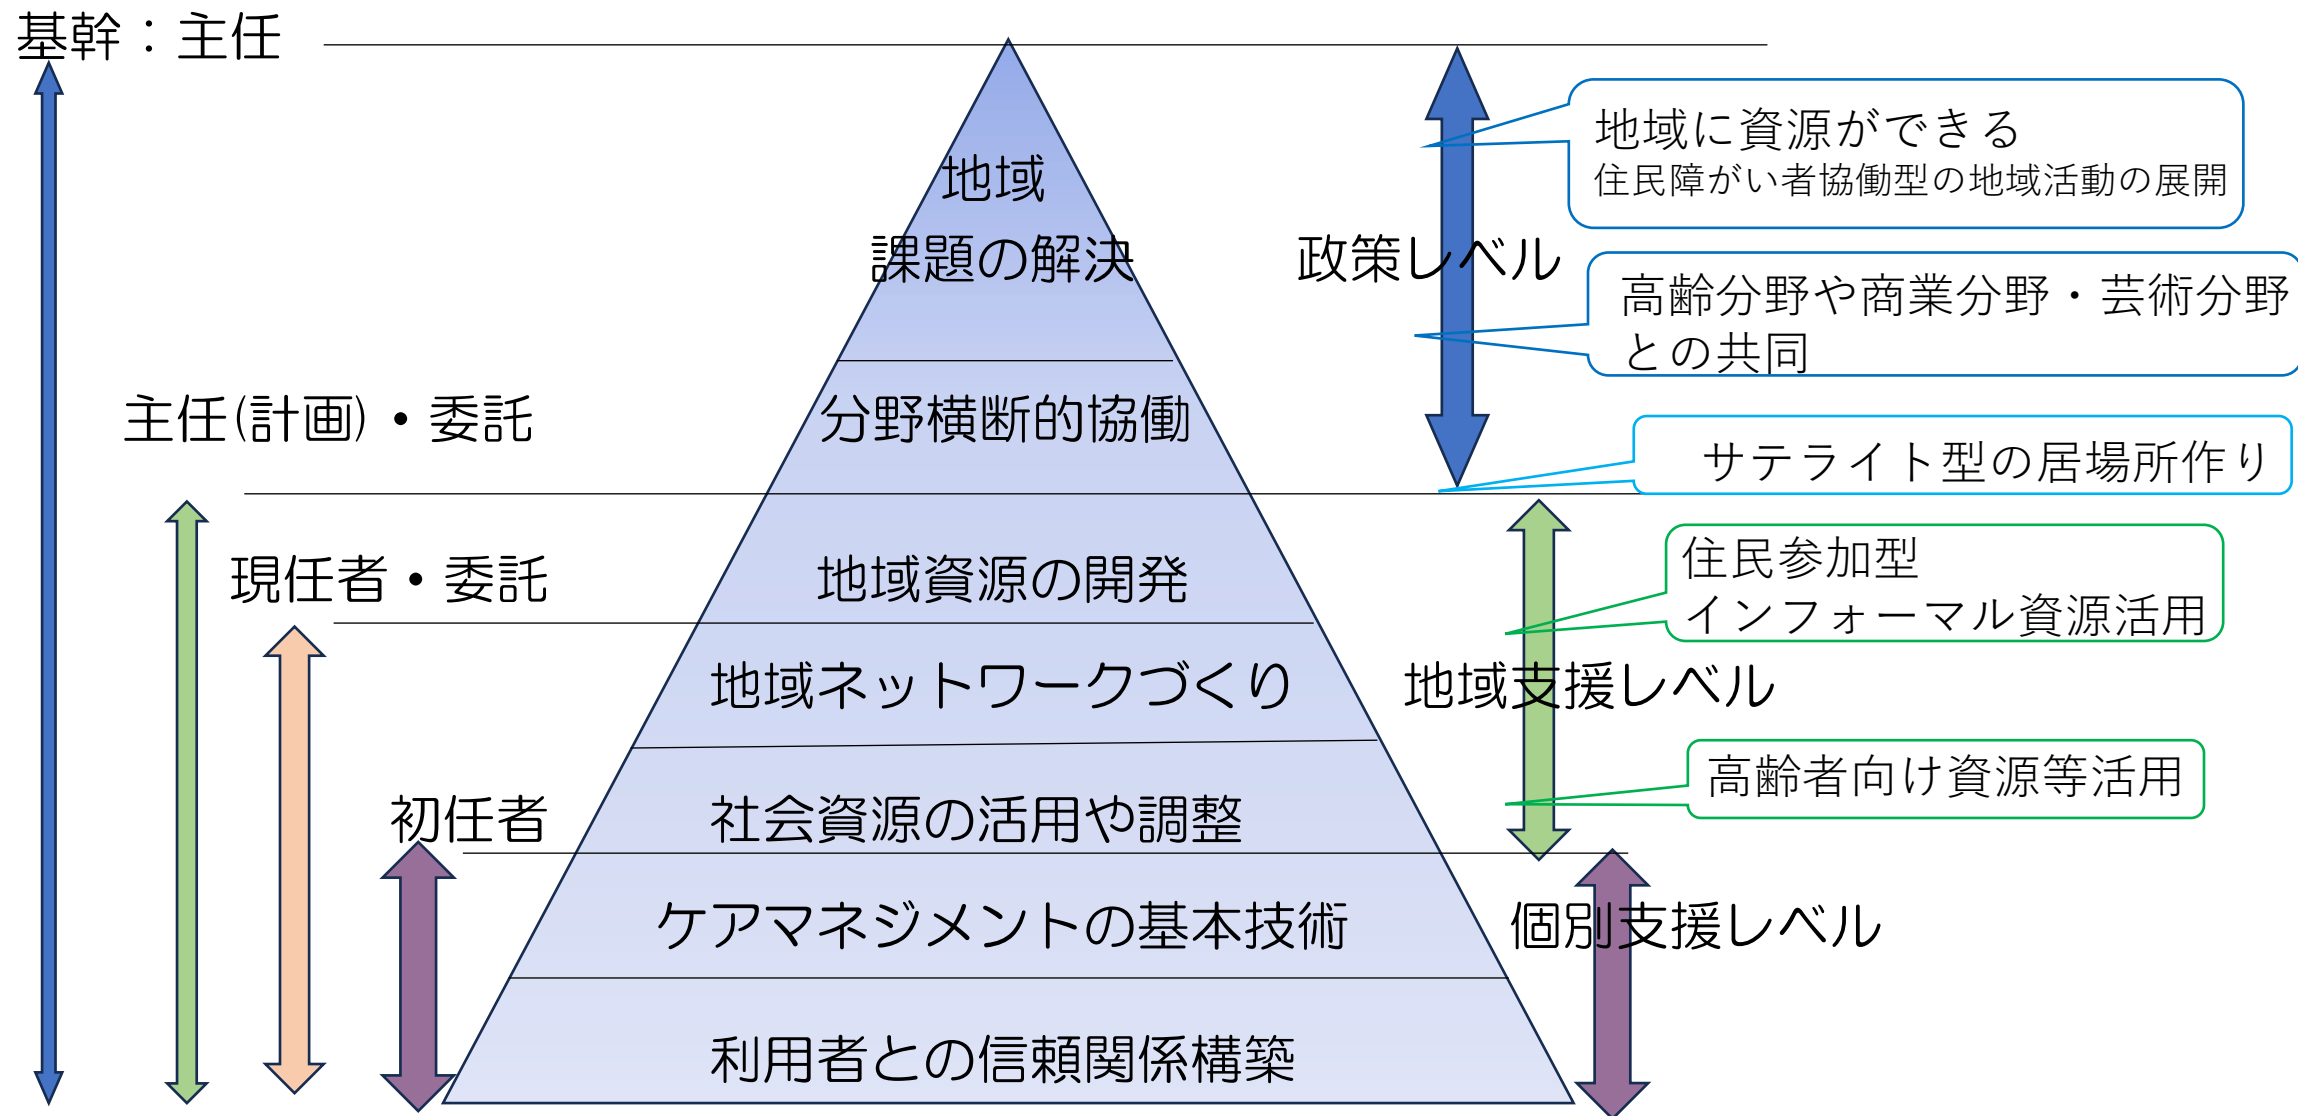 基幹：主任
地域
課題の解決
政策レベル
地域に資源ができる
住民障がい者協働型の地域活動の展開
高齢分野や商業分野・芸術分野
との共同
主任(計画)・委託
分野横断的協働
サテライト型の居場所作り
現任者・委託
地域資源の開発
住民参加型
インフォーマル資源活用
地域ネットワークづくり
地域支援レベル
初任者
社会資源の活用や調整
高齢者向け資源等活用
ケアマネジメントの基本技術
個別支援レベル
利用者との信頼関係構築